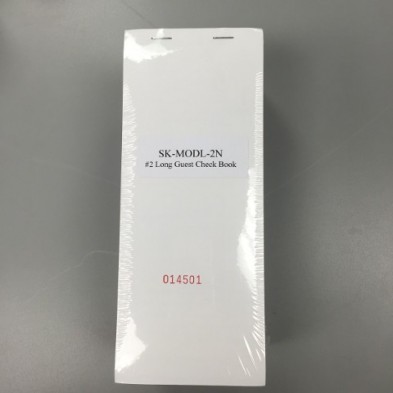 SK-MODL-2N
#2 Long Guest Check Book
014501